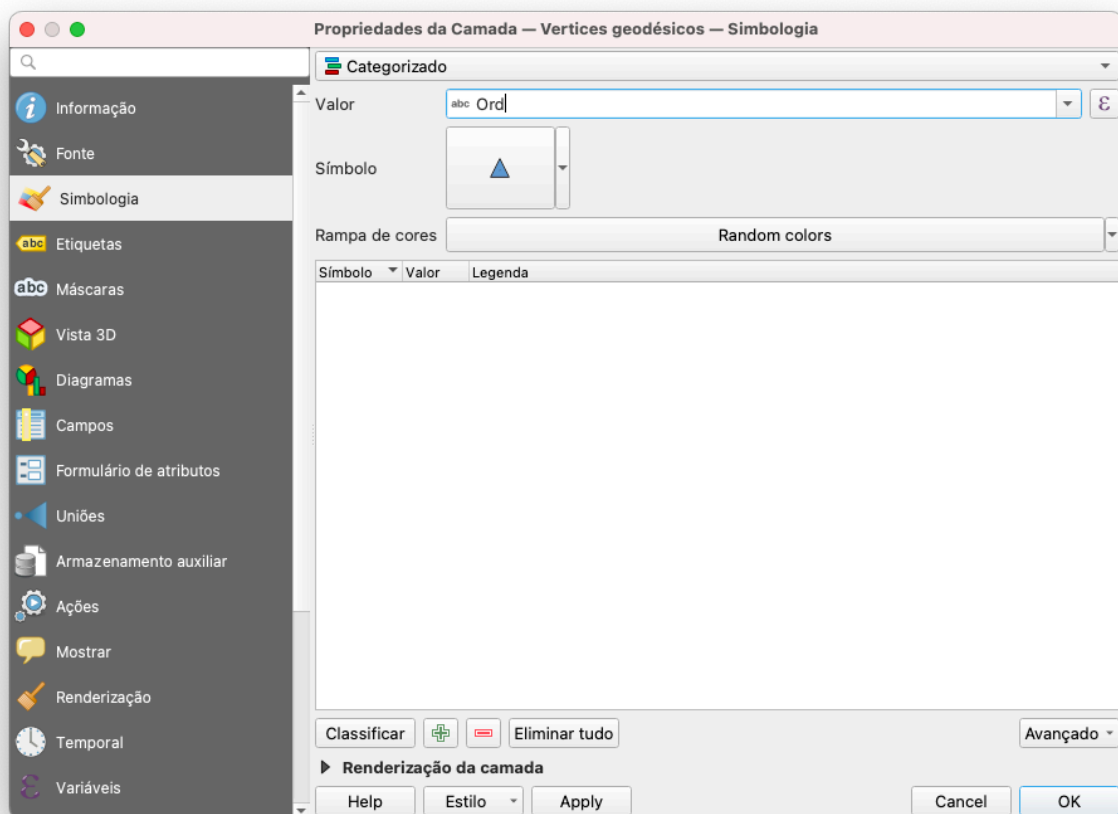 Propriedades da Camada — Vertices geodésicos — Simbologia
Informação
Fonte
Simbologia
abc Etiquetas
abc Máscaras
Vista 3D
Diagramas
Campos
Formulário de atributos
Uniões
Armazenamento auxiliar
Ações
Mostrar
Renderização
Temporal
ε Variáveis
Categorizado
Valor abc Ord ε
Símbolo
Rampa de cores Random colors
Símbolo Valor Legenda
Classificar Eliminar tudo Avançado
Renderização da camada
Help Estilo Apply Cancel OK